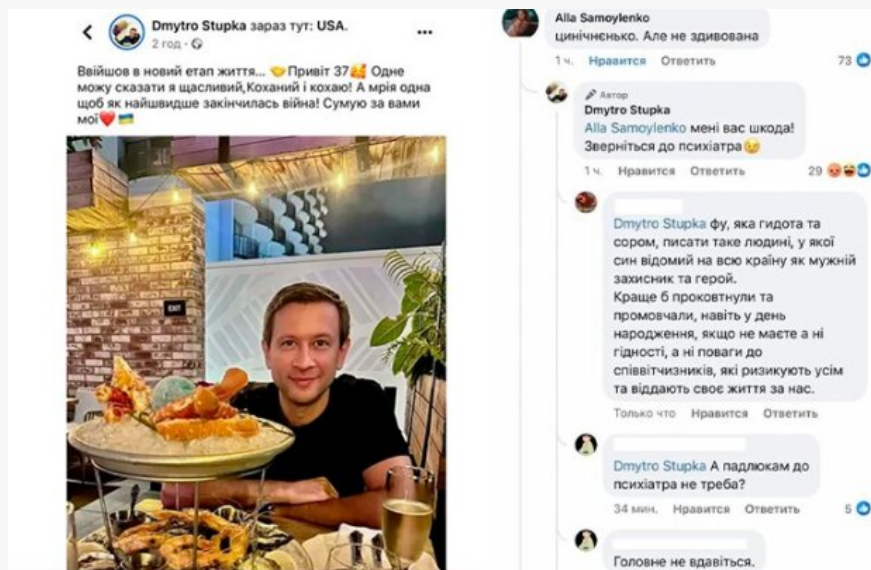 Dmytro Stupka зараз тут: USA.
2 год ·
Ввійшов в новий етап життя... 🤝Привіт 37🥰 Одне
можу сказати я щасливий,Коханий і кохаю! А мрія одна
щоб як найшвидше закінчилась війна! Сумую за вами
мої❤️🇺🇦
EXIT
Alla Samoylenko
цинічнєнько. Але не здивована
1 ч. Нравится Ответить 73
Автор
Dmytro Stupka
Alla Samoylenko мені вас шкода!
Зверніться до психіатра😉
1 ч. Нравится Ответить 29
Dmytro Stupka фу, яка гидота та
сором, писати таке людині, у якої
син відомий на всю країну як мужній
захисник та герой.
Краще б проковтнули та
промовчали, навіть у день
народження, якщо не маєте а ні
гідності, а ні поваги до
співвітчизників, які ризикують усім
та віддають своє життя за нас.
Только что Нравится Ответить
Dmytro Stupka А падлюкам до
психіатра не треба?
34 мин. Нравится Ответить 5
Головне не вдавіться.